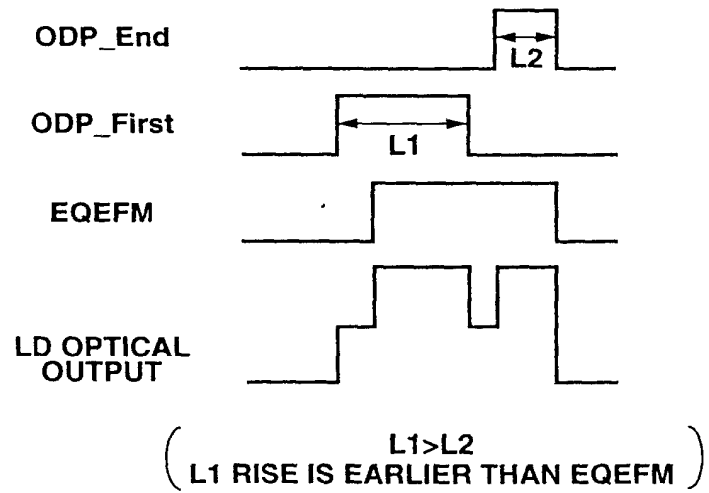 ODP_End
L2
ODP_First
L1
EQEFM
LD OPTICAL
OUTPUT
L1>L2
L1 RISE IS EARLIER THAN EQEFM